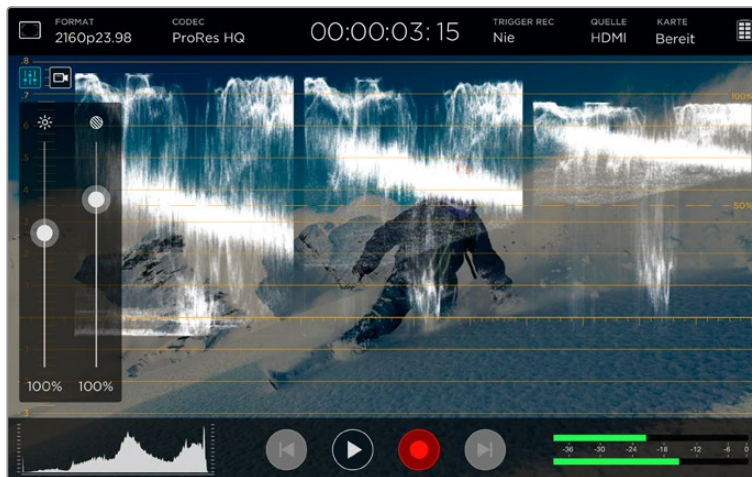 FORMAT
2160p23.98
CODEC
ProRes HQ
00:00:03:15
TRIGGER REC
Nie
QUELLE
HDMI
KARTE
Bereit
.8
.7
.6
.5
.4
.3
100%
50%
100%
100%
-36 -30 -24 -18 -12 -6 0